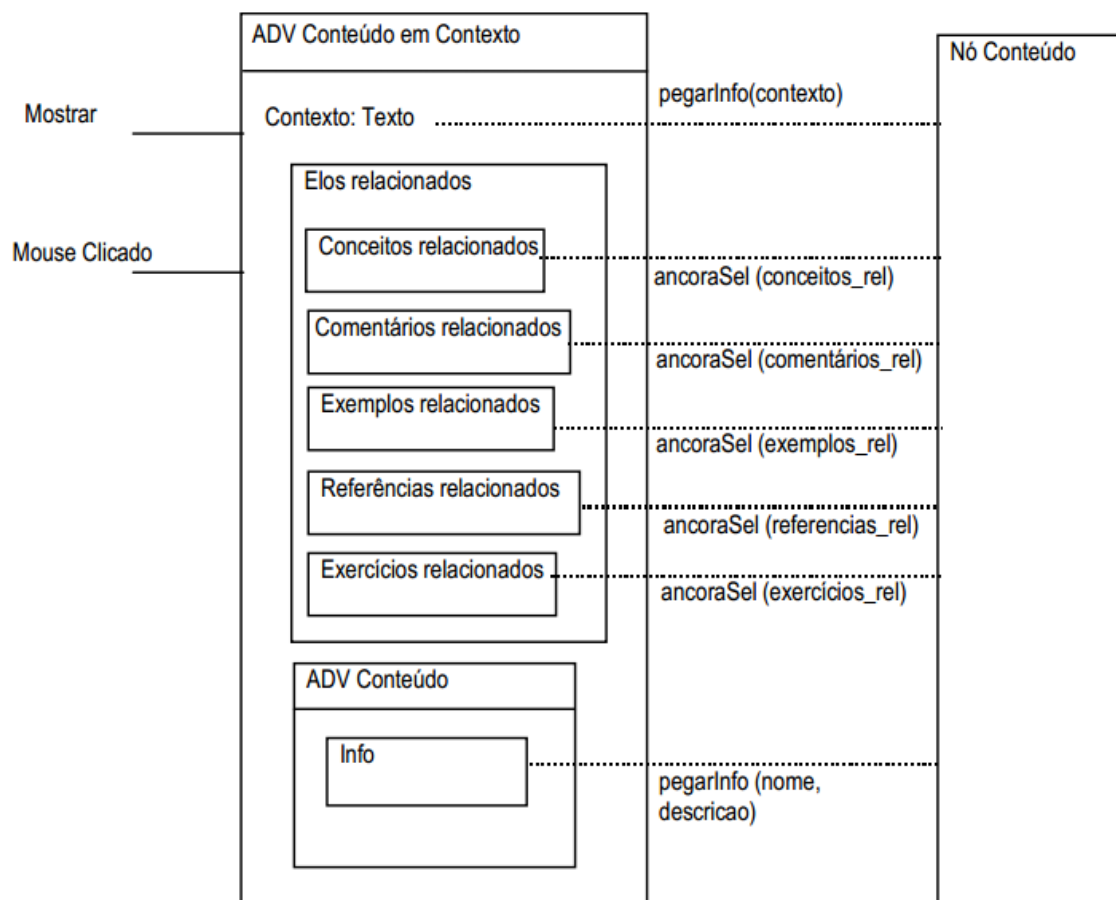 ADV Conteúdo em Contexto
Nó Conteúdo
pegarInfo(contexto)
Mostrar
Contexto: Texto
Elos relacionados
Mouse Clicado
Conceitos relacionados
ancoraSel (conceitos_rel)
Comentários relacionados
ancoraSel (comentários_rel)
Exemplos relacionados
ancoraSel (exemplos_rel)
Referências relacionados
ancoraSel (referencias_rel)
Exercícios relacionados
ancoraSel (exercícios_rel)
ADV Conteúdo
Info
pegarInfo (nome,
descricao)